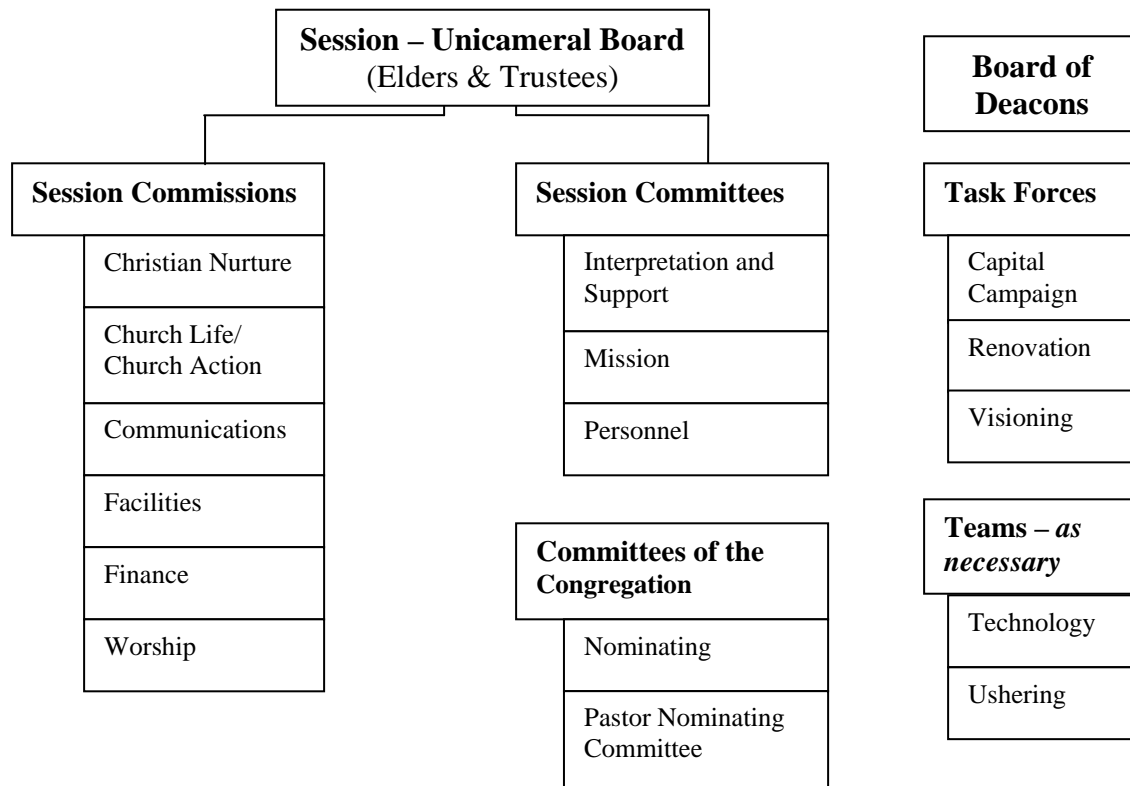 Session – Unicameral Board
(Elders & Trustees)
Board of
Deacons
Session Commissions
Christian Nurture
Church Life/
Church Action
Communications
Facilities
Finance
Worship
Session Committees
Interpretation and
Support
Mission
Personnel
Committees of the
Congregation
Nominating
Pastor Nominating
Committee
Task Forces
Capital
Campaign
Renovation
Visioning
Teams – as
necessary
Technology
Ushering